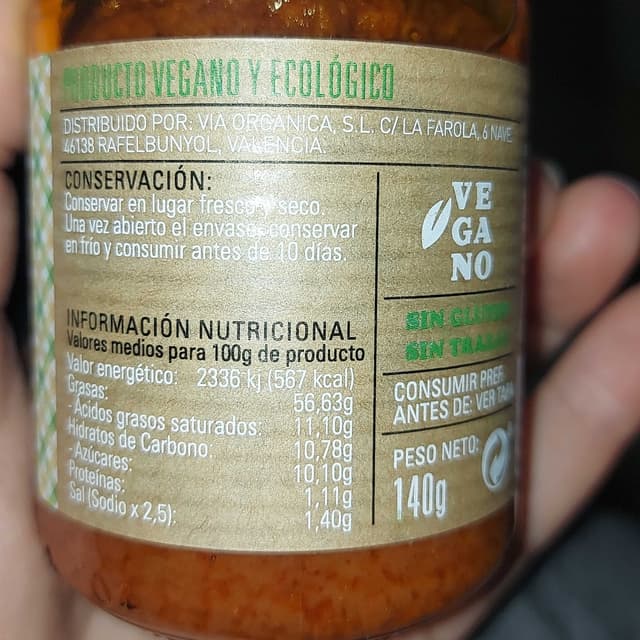 PRODUCTO VEGANO Y ECOLÓGICO
DISTRIBUIDO POR: VIA ORGANICA, S.L. C/ LA FAROLA, 6 NAVE
46138 RAFELBUNYOL, VALENCIA.
CONSERVACIÓN:
Conservar en lugar fresco y seco.
Una vez abierto el envase, conservar
en frío y consumir antes de 10 días.
INFORMACIÓN NUTRICIONAL
Valores medios para 100g de producto
Valor energético: 2336 kj (567 kcal)
Grasas: 56,63g
-Ácidos grasos saturados: 11,10g
Hidratos de Carbono: 10,78g
-Azúcares: 10,10g
Proteínas: 1,11g
Sal (Sodio x 2,5): 1,40g
VE
GA
NO
SIN GLUTEN
SIN
CONSUMIR PREF.
ANTES DE: VER TAPA
PESO NETO:
140g